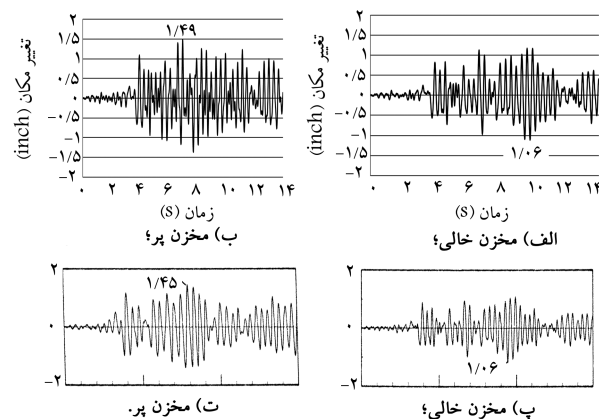 ۲
۱/۵
۱
۰/۵
۰
−۰/۵
−۱
−۱/۵
−۲
تغییر مکان (inch)
۱/۰۶
۰ ۲ ۴ ۶ ۸ ۱۰ ۱۲ ۱۴
زمان (s)
الف) مخزن خالی؛
۲
۱/۵
۱
۰/۵
۰
−۰/۵
−۱
−۱/۵
−۲
تغییر مکان (inch)
۱/۴۹
۰ ۲ ۴ ۶ ۸ ۱۰ ۱۲ ۱۴
زمان (s)
ب) مخزن پر؛
۲
۰
−۲
۱/۰۶
پ) مخزن خالی؛
۲
۰
−۲
۱/۴۵
ت) مخزن پر.